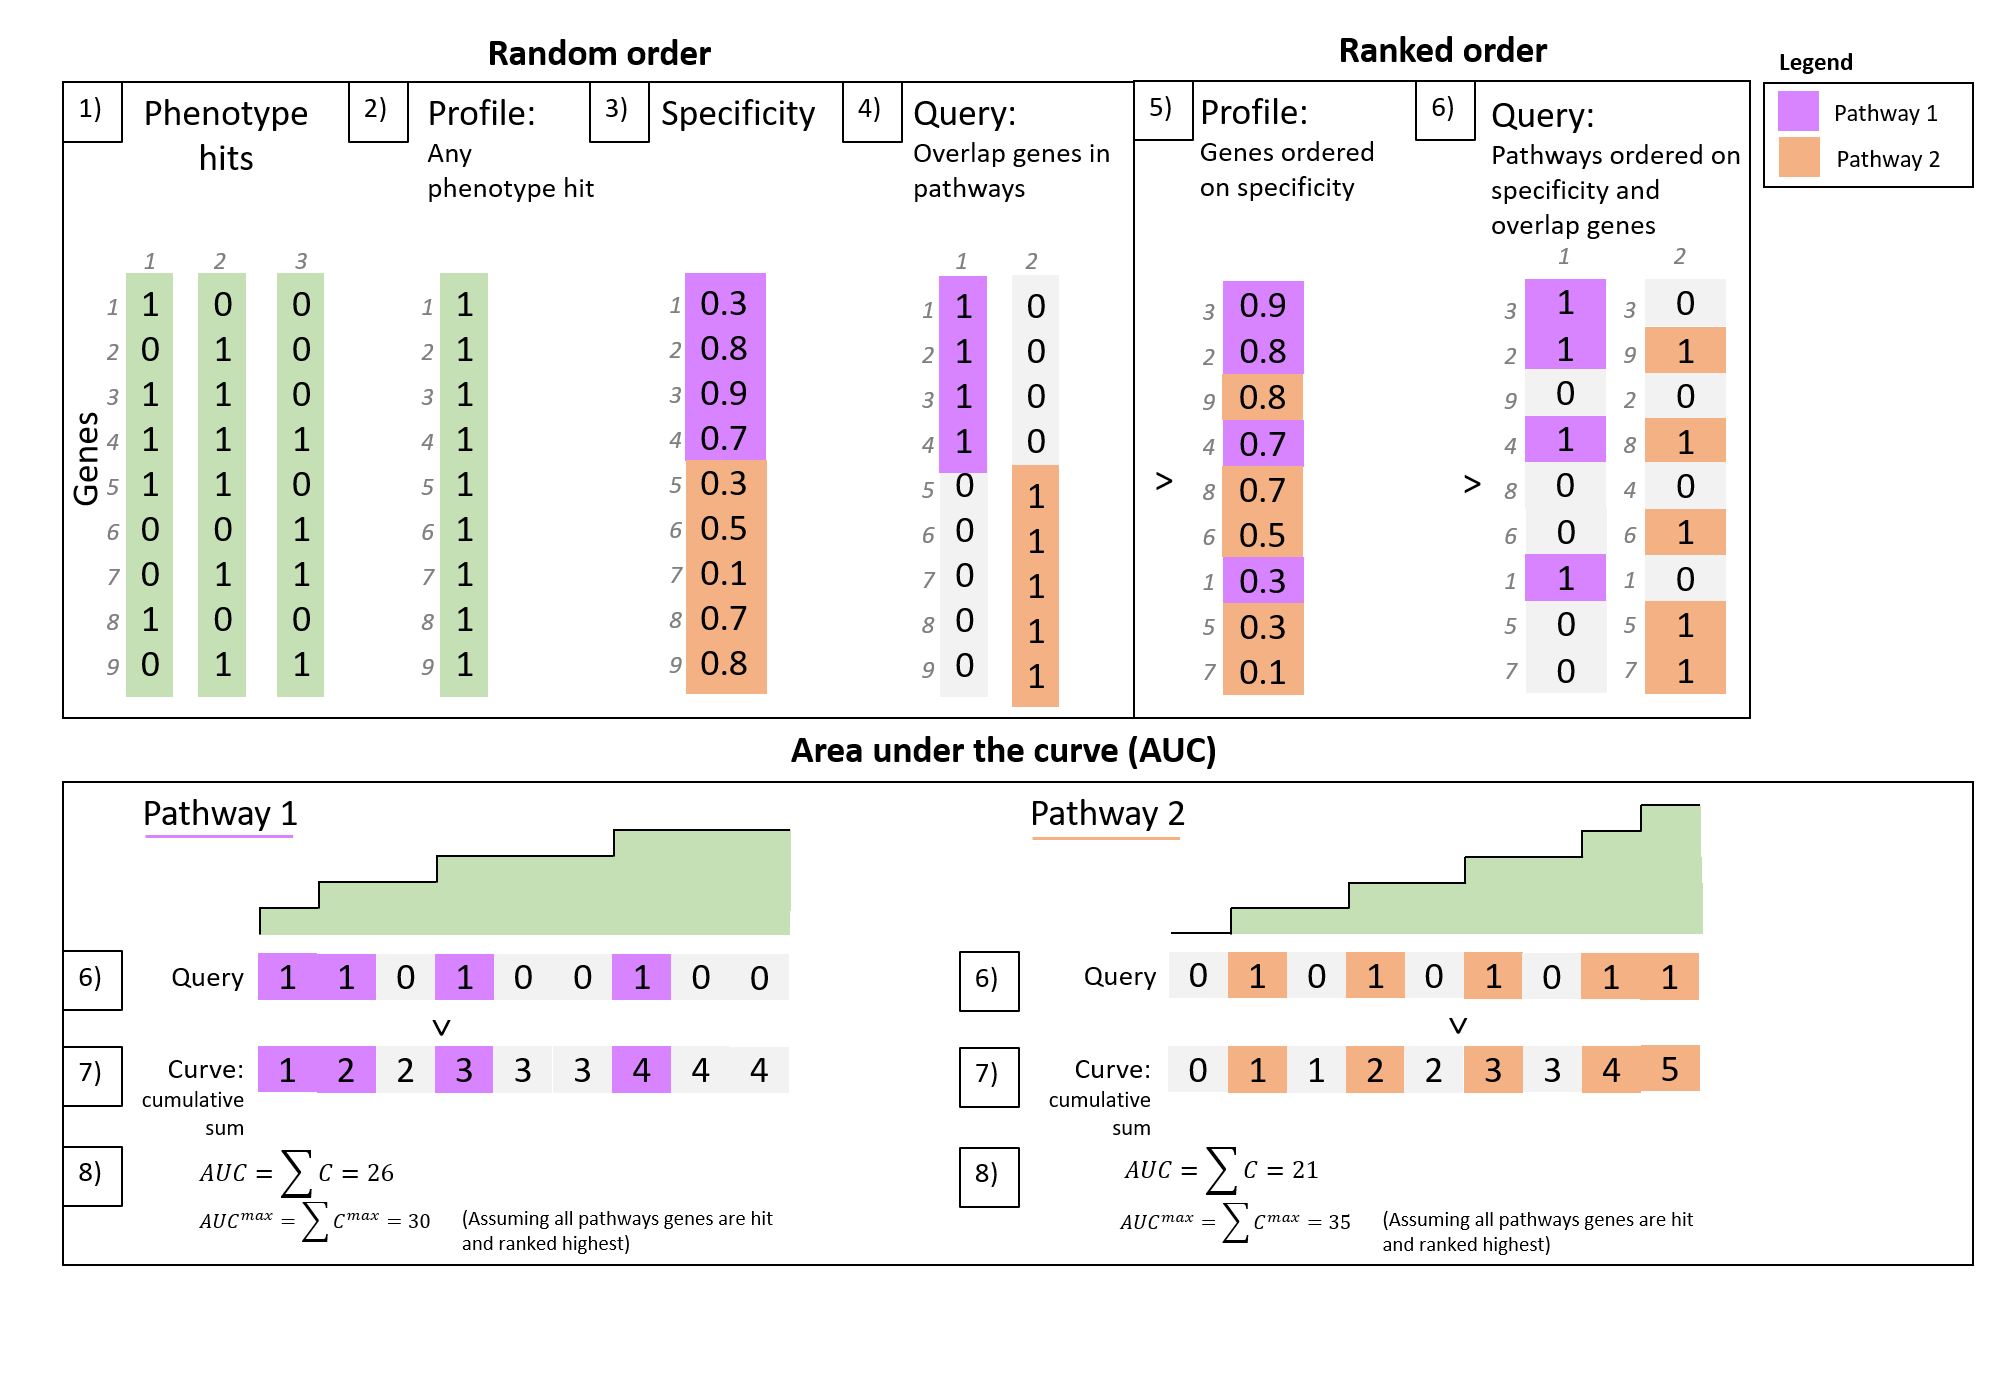 Random order
Ranked order
Legend
Pathway 1
Pathway 2
1) Phenotype hits
2) Profile:
Any
phenotype hit
3) Specificity
4) Query:
Overlap genes in
pathways
5) Profile:
Genes ordered
on specificity
6) Query:
Pathways ordered on
specificity and
overlap genes
Genes
1 2 3
1 1 0 0
2 0 1 0
3 1 1 0
4 1 1 1
5 1 1 0
6 0 0 1
7 0 1 1
8 1 0 0
9 0 1 1
1 1
2 1
3 1
4 1
5 1
6 1
7 1
8 1
9 1
1 0.3
2 0.8
3 0.9
4 0.7
5 0.3
6 0.5
7 0.1
8 0.7
9 0.8
1 2
1 1 0
2 1 0
3 1 0
4 1 0
5 0 1
6 0 1
7 0 1
8 0 1
9 0 1
>
3 0.9
2 0.8
9 0.8
4 0.7
8 0.7
6 0.5
1 0.3
5 0.3
7 0.1
>
1 2
3 1 3 0
2 1 9 1
9 0 2 0
4 1 8 1
8 0 4 0
6 0 6 1
1 1 1 0
5 0 5 1
7 0 7 1
Area under the curve (AUC)
Pathway 1
6) Query 1 1 0 1 0 0 1 0 0
>
7) Curve: 1 2 2 3 3 3 4 4 4
cumulative
sum
8) AUC = ∑ C = 26
AUC^max = ∑ C^max = 30
(Assuming all pathways genes are hit
and ranked highest)
Pathway 2
6) Query 0 1 0 1 0 1 0 1 1
>
7) Curve: 0 1 1 2 2 3 3 4 5
cumulative
sum
8) AUC = ∑ C = 21
AUC^max = ∑ C^max = 35
(Assuming all pathways genes are hit
and ranked highest)